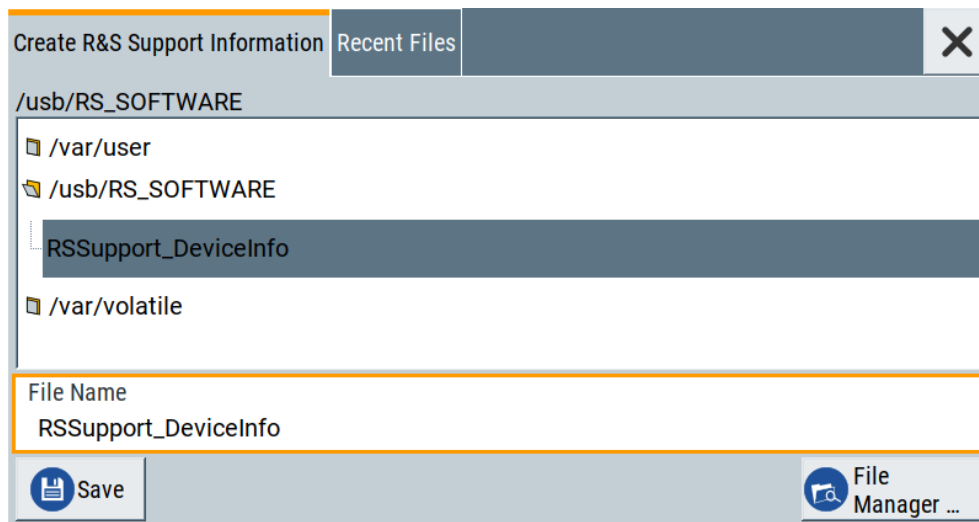 Create R&S Support Information
Recent Files
/usb/RS_SOFTWARE
/var/user
/usb/RS_SOFTWARE
RSSupport_DeviceInfo
/var/volatile
File Name
RSSupport_DeviceInfo
Save
File
Manager ...